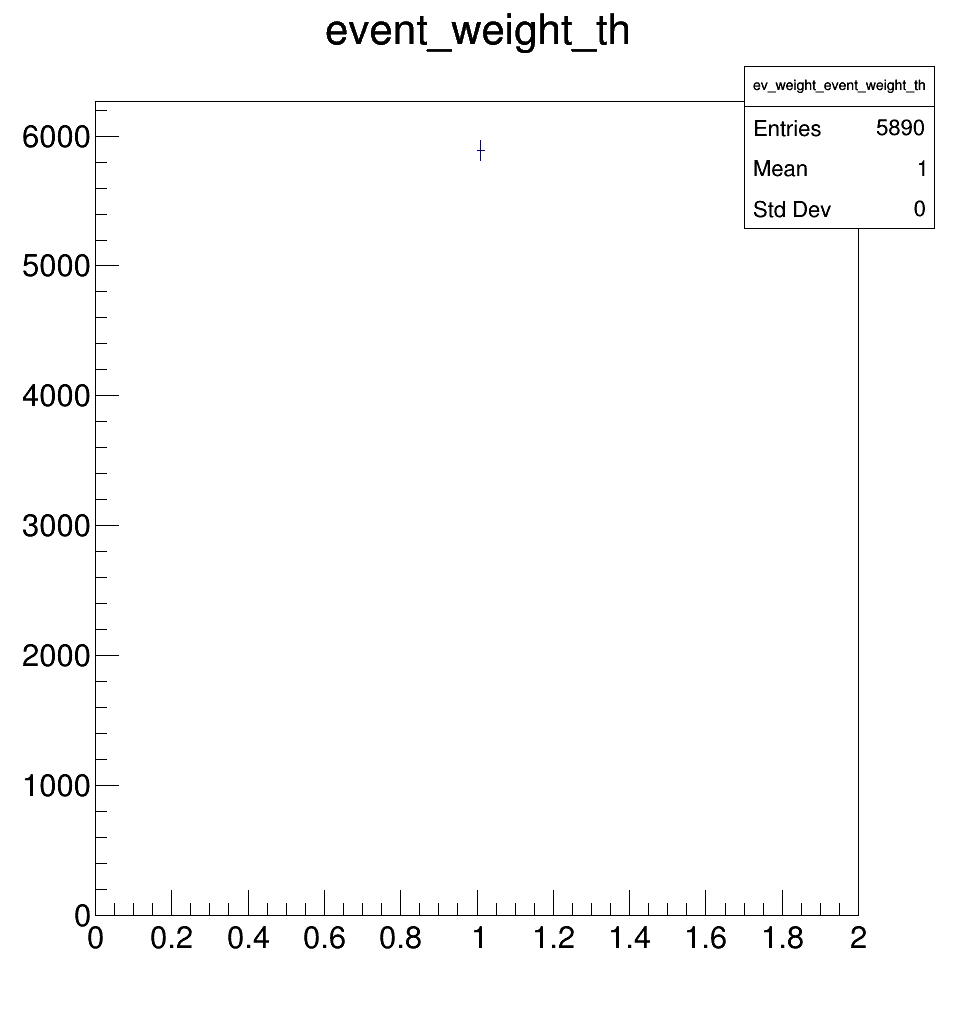 event_weight_th
ev_weight_event_weight_th
Entries 5890
Mean 1
Std Dev 0
6000
5000
4000
3000
2000
1000
0
0 0.2 0.4 0.6 0.8 1 1.2 1.4 1.6 1.8 2